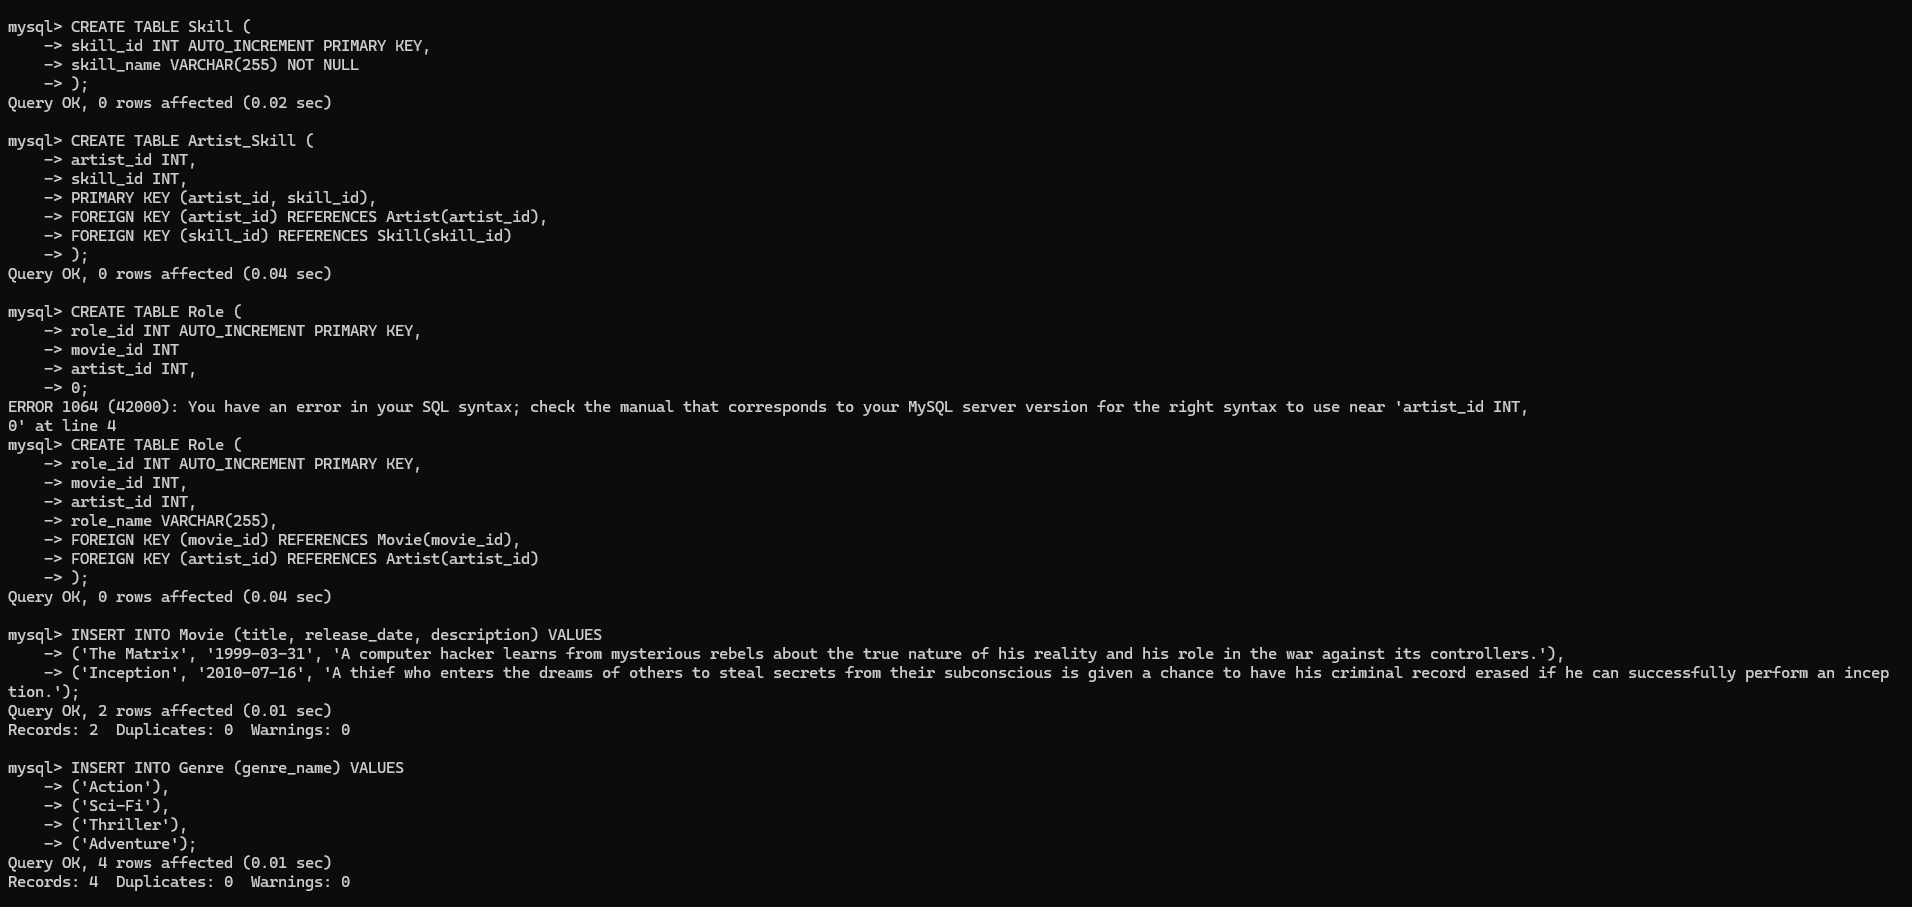 mysql> CREATE TABLE Skill (
    -> skill_id INT AUTO_INCREMENT PRIMARY KEY,
    -> skill_name VARCHAR(255) NOT NULL
    -> );
Query OK, 0 rows affected (0.02 sec)

mysql> CREATE TABLE Artist_Skill (
    -> artist_id INT,
    -> skill_id INT,
    -> PRIMARY KEY (artist_id, skill_id),
    -> FOREIGN KEY (artist_id) REFERENCES Artist(artist_id),
    -> FOREIGN KEY (skill_id) REFERENCES Skill(skill_id)
    -> );
Query OK, 0 rows affected (0.04 sec)

mysql> CREATE TABLE Role (
    -> role_id INT AUTO_INCREMENT PRIMARY KEY,
    -> movie_id INT
    -> artist_id INT,
    -> 0;
ERROR 1064 (42000): You have an error in your SQL syntax; check the manual that corresponds to your MySQL server version for the right syntax to use near 'artist_id INT,
0' at line 4
mysql> CREATE TABLE Role (
    -> role_id INT AUTO_INCREMENT PRIMARY KEY,
    -> movie_id INT,
    -> artist_id INT,
    -> role_name VARCHAR(255),
    -> FOREIGN KEY (movie_id) REFERENCES Movie(movie_id),
    -> FOREIGN KEY (artist_id) REFERENCES Artist(artist_id)
    -> );
Query OK, 0 rows affected (0.04 sec)

mysql> INSERT INTO Movie (title, release_date, description) VALUES
    -> ('The Matrix', '1999-03-31', 'A computer hacker learns from mysterious rebels about the true nature of his reality and his role in the war against its controllers.'),
    -> ('Inception', '2010-07-16', 'A thief who enters the dreams of others to steal secrets from their subconscious is given a chance to have his criminal record erased if he can successfully perform an incep
tion.');
Query OK, 2 rows affected (0.01 sec)
Records: 2  Duplicates: 0  Warnings: 0

mysql> INSERT INTO Genre (genre_name) VALUES
    -> ('Action'),
    -> ('Sci-Fi'),
    -> ('Thriller'),
    -> ('Adventure');
Query OK, 4 rows affected (0.01 sec)
Records: 4  Duplicates: 0  Warnings: 0